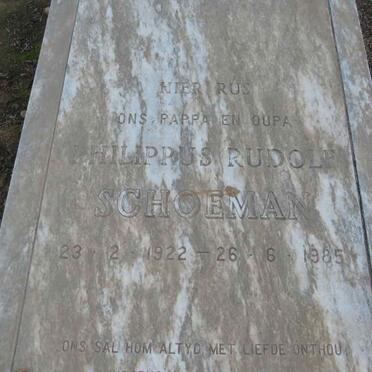 HIER RUS
ONS PAPPA EN OUPA
PHILIPPUS RUDOLF
SCHOEMAN
23 - 2 - 1922 — 26 - 6 - 1985
ONS SAL HOM ALTYD MET LIEFDE ONTHOU